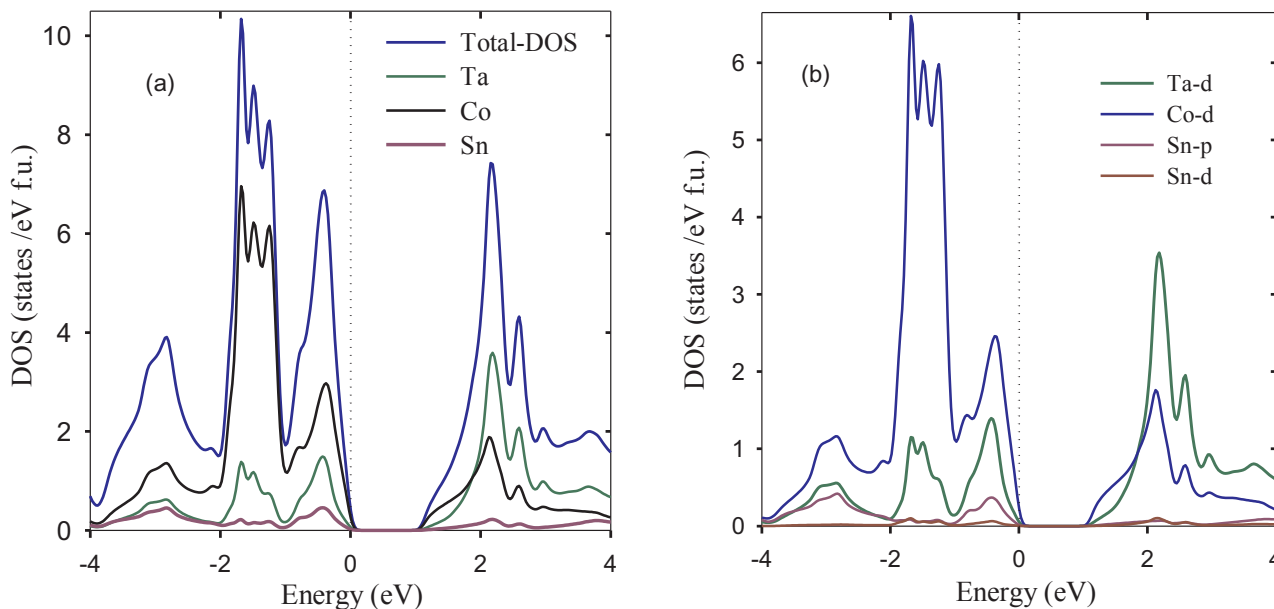 (a)
Total-DOS
Ta
Co
Sn
DOS (states /eV f.u.)
10
8
6
4
2
0
-4
-2
0
2
4
Energy (eV)
(b)
Ta-d
Co-d
Sn-p
Sn-d
DOS (states /eV f.u.)
6
5
4
3
2
1
0
-4
-2
0
2
4
Energy (eV)